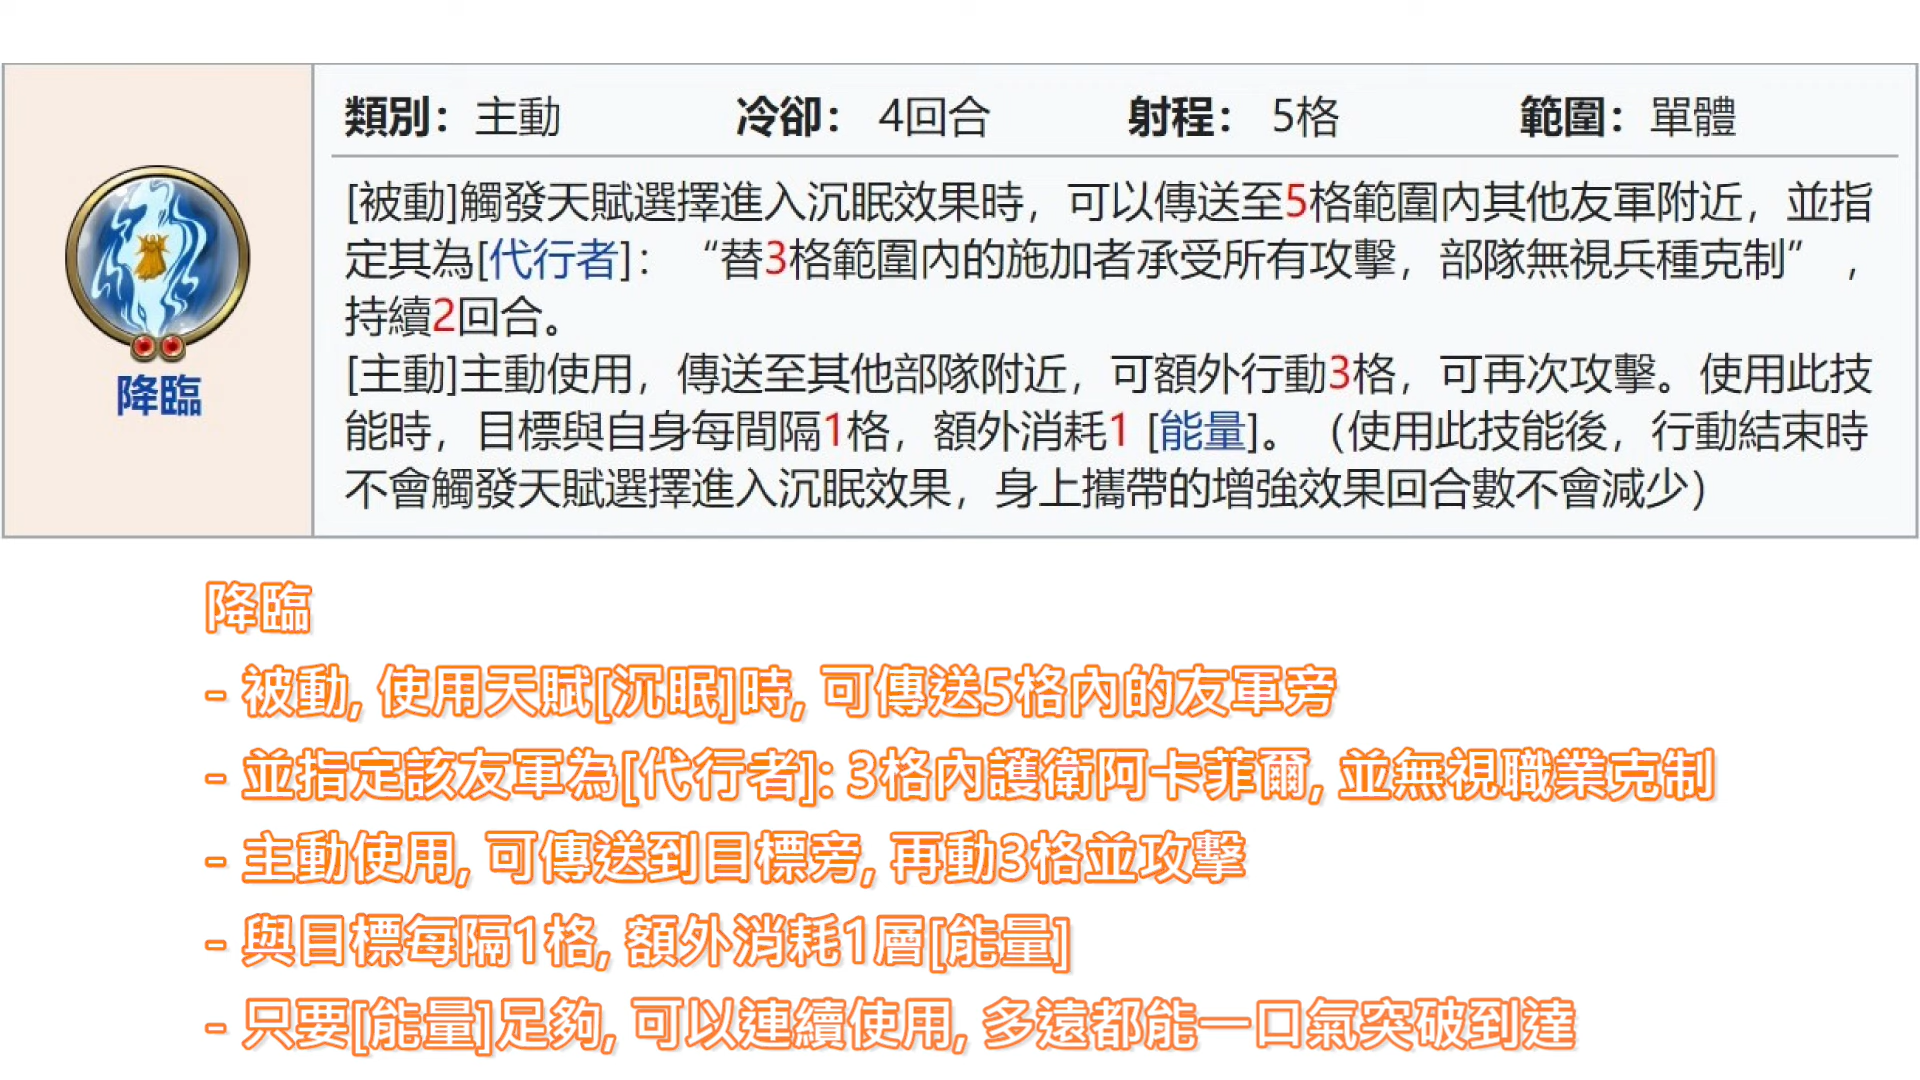 類別：主動 冷卻：4回合 射程：5格 範圍：單體
[被動]觸發天賦選擇進入沉眠效果時，可以傳送至5格範圍內其他友軍附近，並指
定其為[代行者]：“替3格範圍內的施加者承受所有攻擊，部隊無視兵種克制”，
持續2回合。
[主動]主動使用，傳送至其他部隊附近，可額外行動3格，可再次攻擊。使用此技
能時，目標與自身每間隔1格，額外消耗1 [能量]。（使用此技能後，行動結束時
不會觸發天賦選擇進入沉眠效果，身上攜帶的增強效果回合數不會減少）
降臨
降臨
- 被動, 使用天賦[沉眠]時, 可傳送5格內的友軍旁
- 並指定該友軍為[代行者]: 3格內護衛阿卡菲爾, 並無視職業克制
- 主動使用, 可傳送到目標旁, 再動3格並攻擊
- 與目標每隔1格, 額外消耗1層[能量]
- 只要[能量]足夠, 可以連續使用, 多遠都能一口氣突破到達